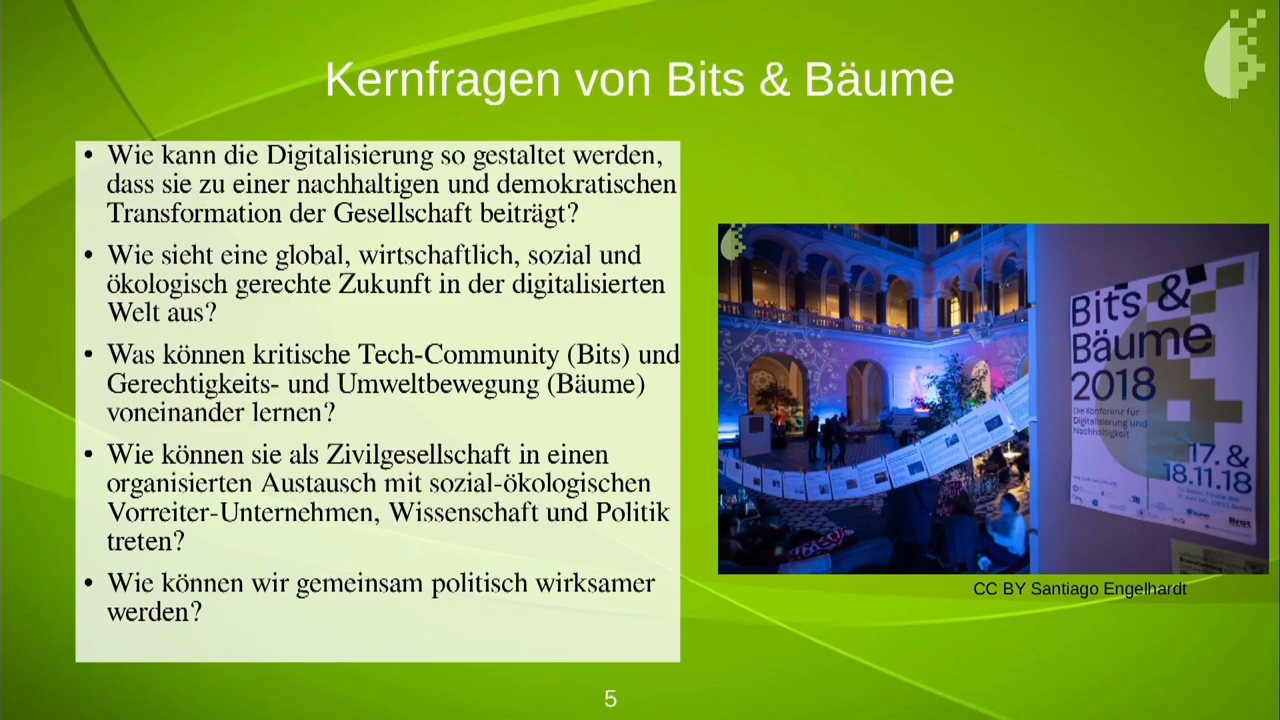 Kernfragen von Bits & Bäume
• Wie kann die Digitalisierung so gestaltet werden,
dass sie zu einer nachhaltigen und demokratischen
Transformation der Gesellschaft beiträgt?
• Wie sieht eine global, wirtschaftlich, sozial und
ökologisch gerechte Zukunft in der digitalisierten
Welt aus?
• Was können kritische Tech-Community (Bits) und
Gerechtigkeits- und Umweltbewegung (Bäume)
voneinander lernen?
• Wie können sie als Zivilgesellschaft in einen
organisierten Austausch mit sozial-ökologischen
Vorreiter-Unternehmen, Wissenschaft und Politik
treten?
• Wie können wir gemeinsam politisch wirksamer
werden?
Bits &
Bäume
2018
Die Konferenz für
Digitalisierung und
Nachhaltigkeit
17. &
18.11.18
CC BY Santiago Engelhardt
5